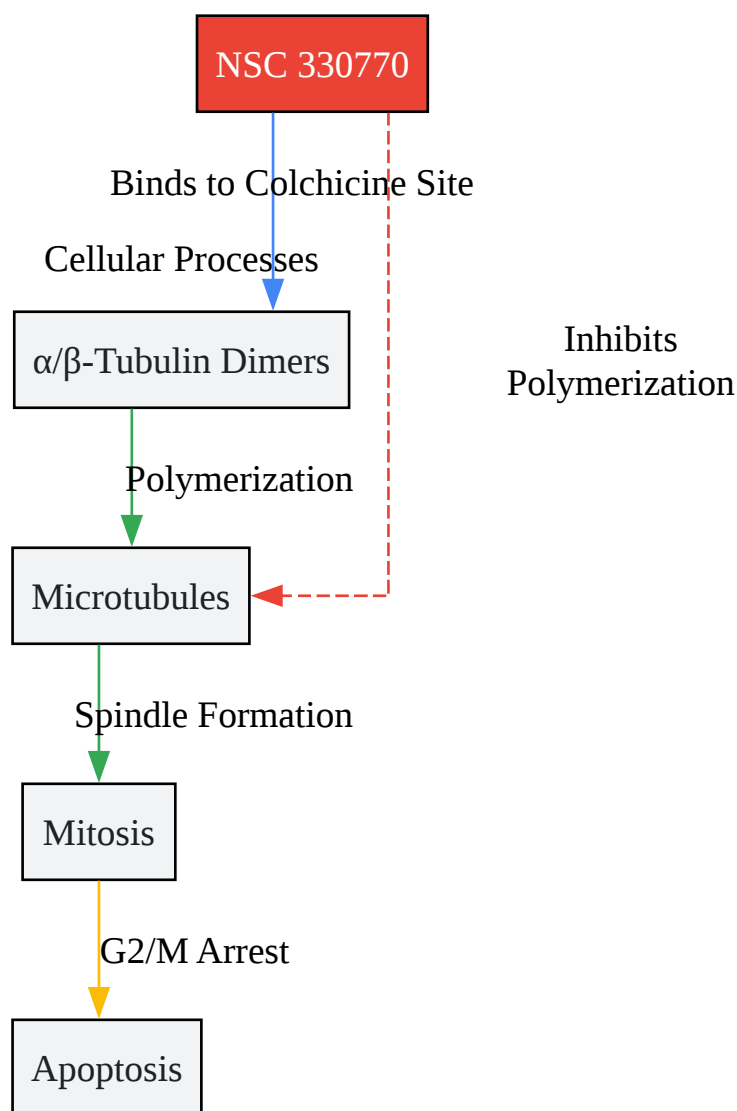 NSC 330770
Binds to Colchicine Site
Cellular Processes
α/β-Tubulin Dimers
Inhibits
Polymerization
Polymerization
Microtubules
Spindle Formation
Mitosis
G2/M Arrest
Apoptosis